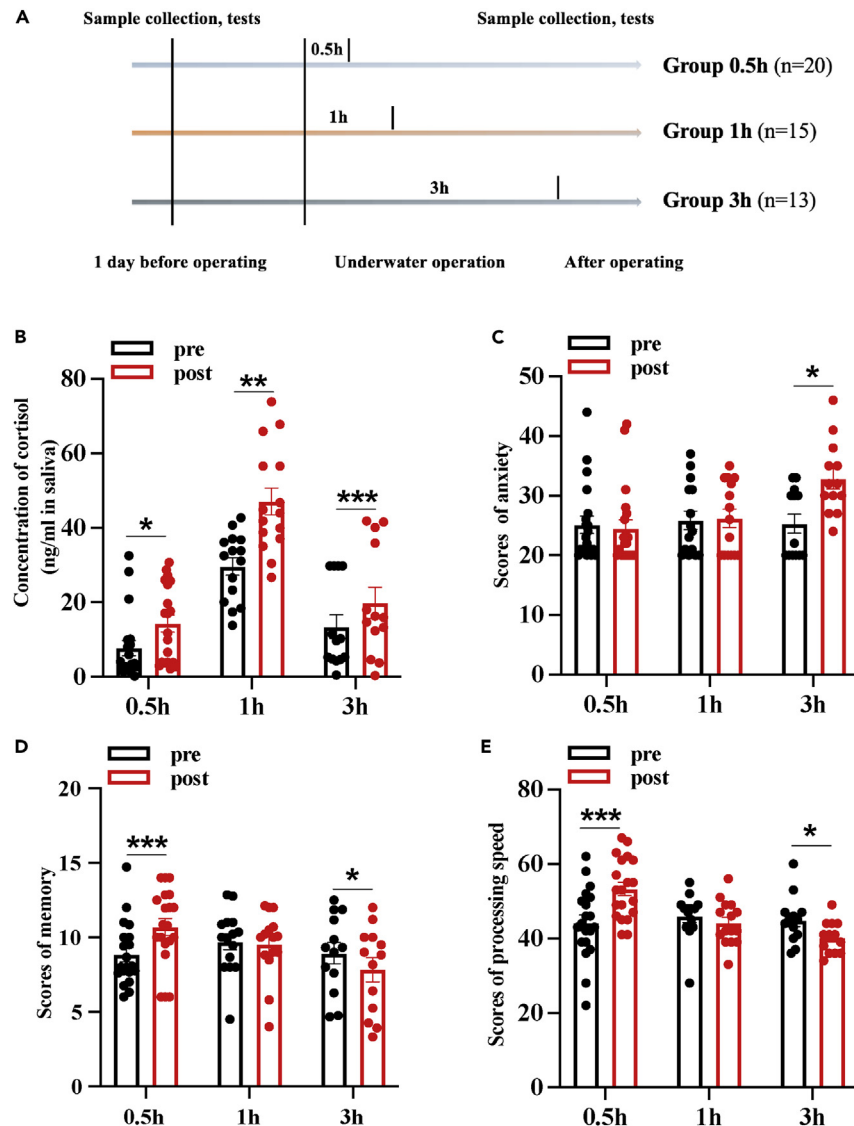 A
Sample collection, tests
Sample collection, tests
0.5h
Group 0.5h (n=20)
1h
Group 1h (n=15)
3h
Group 3h (n=13)
1 day before operating
Underwater operation
After operating
B
pre
post
Concentration of cortisol
(ng/ml in saliva)
80
60
40
20
0
*
**
***
0.5h
1h
3h
C
pre
post
Scores of anxiety
50
40
30
20
10
0
*
0.5h
1h
3h
D
pre
post
Scores of memory
20
15
10
5
0
***
*
0.5h
1h
3h
E
pre
post
Scores of processing speed
80
60
40
20
0
***
*
0.5h
1h
3h